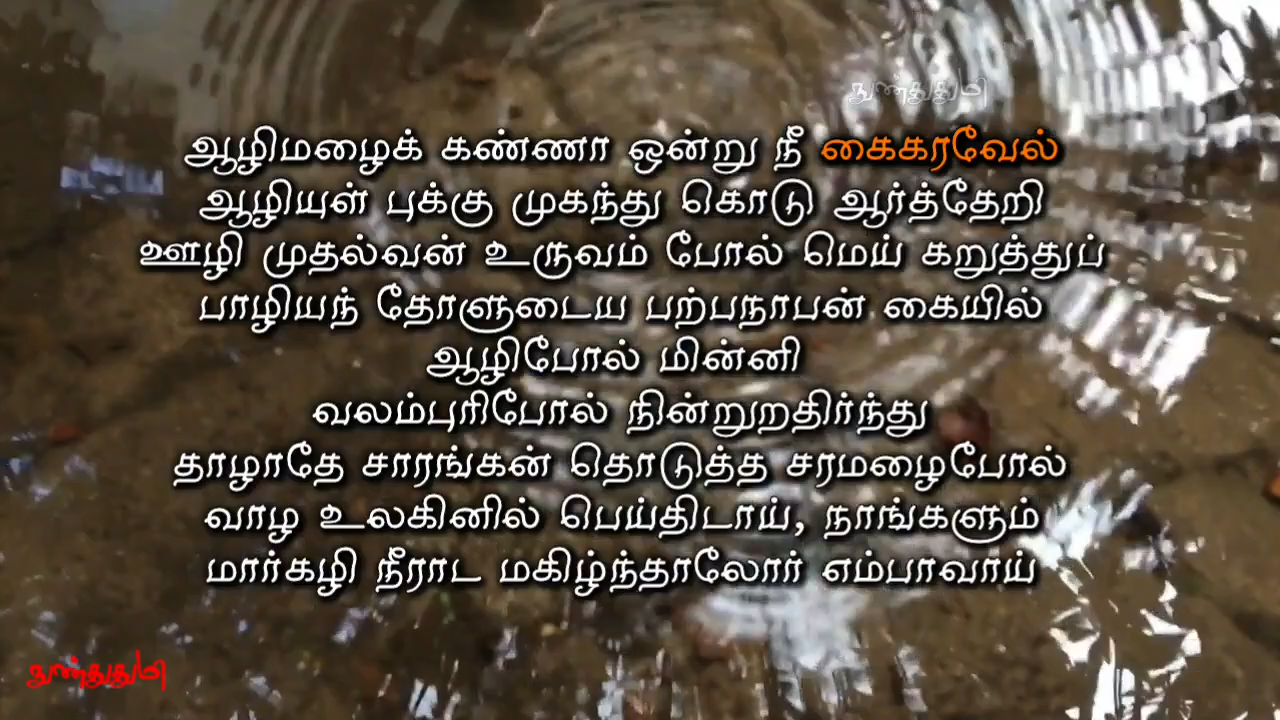 நுண்துதுமி
ஆழிமழைக் கண்ணா ஒன்று நீ கைகரவேல்
ஆழியுள் புக்கு முகந்து கொடு ஆர்த்தேறி
ஊழி முதல்வன் உருவம் போல் மெய் கறுத்துப்
பாழியந் தோளுடைய பற்பநாபன் கையில்
ஆழிபோல் மின்னி
வலம்புரிபோல் நின்றுறதிர்ந்து
தாழாதே சாரங்கன் தொடுத்த சரமழைபோல்
வாழ உலகினில் பெய்திடாய், நாங்களும்
மார்கழி நீராட மகிழ்ந்தாலோர் எம்பாவாய்
நுண்துதுமி